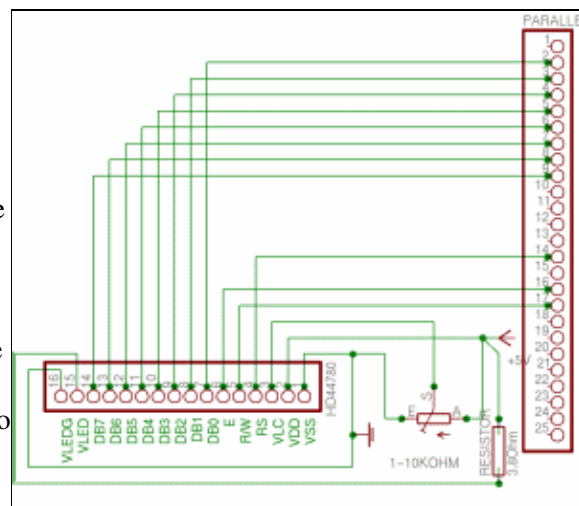 PARALLE
1
2
3
4
5
6
7
8
9
10
11
12
13
14
15
16
17
18
19
20
21
22
23
24
25
e
e
o
+5V
HD44780
16
15
14
13
12
11
10
9
8
7
6
5
4
3
2
1
VLEDG
VLED
DB7
DB6
DB5
DB4
DB3
DB2
DB1
DB0
E
R/W
RS
VLC
VDD
VSS
E
S
A
1-10KOHM
RESISTOR
3.8Ohm